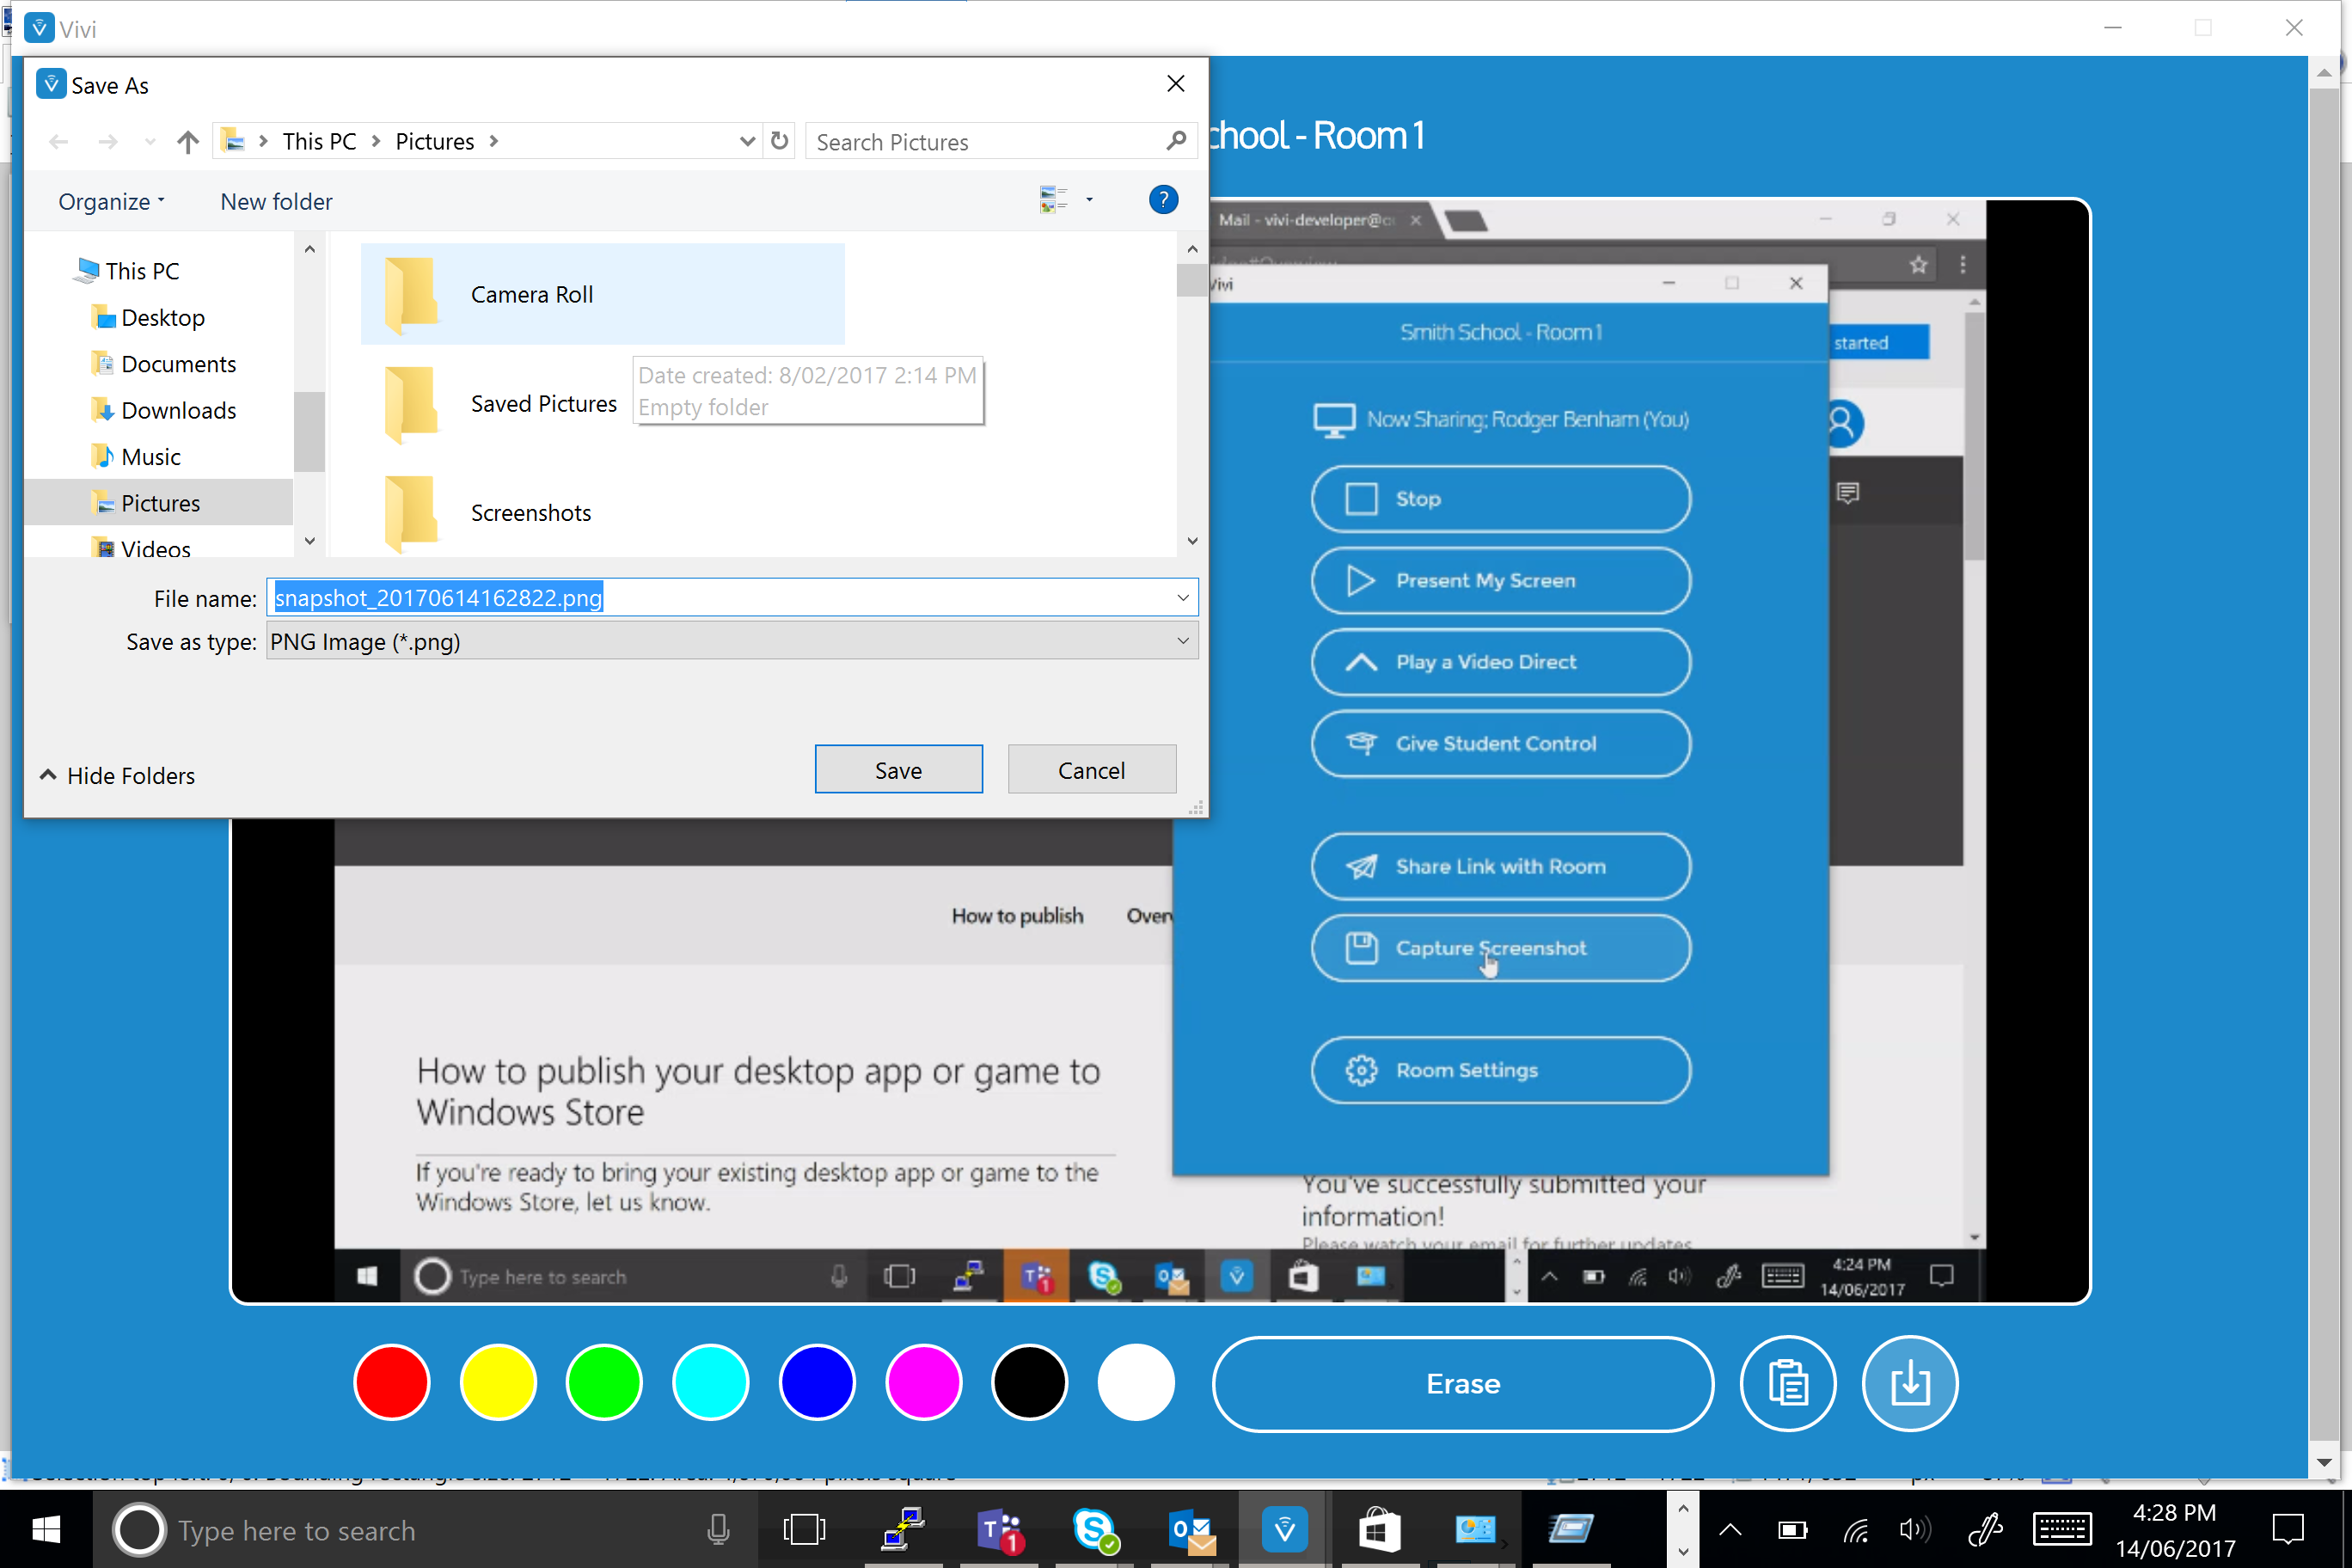 Vivi
Save As
This PC
Pictures
Search Pictures
Organize
New folder
?
This PC
Desktop
Documents
Downloads
Music
Pictures
Videos
Camera Roll
Saved Pictures
Date created: 8/02/2017 2:14 PM
Empty folder
Screenshots
File name: snapshot_20170614162822.png
Save as type: PNG Image (*.png)
Hide Folders
Save
Cancel
chool - Room 1
Mail - vivi-developer@
Vivi
Smith School - Room 1
started
Now Sharing; Rodger Benham (You)
Stop
Present My Screen
Play a Video Direct
Give Student Control
Share Link with Room
Capture Screenshot
Room Settings
How to publish
Over
How to publish your desktop app or game to
Windows Store
If you're ready to bring your existing desktop app or game to the
Windows Store, let us know.
You've successfully submitted your
information!
Please watch your email for further updates
Type here to search
4:24 PM
14/06/2017
Erase
Type here to search
1
4:28 PM
14/06/2017